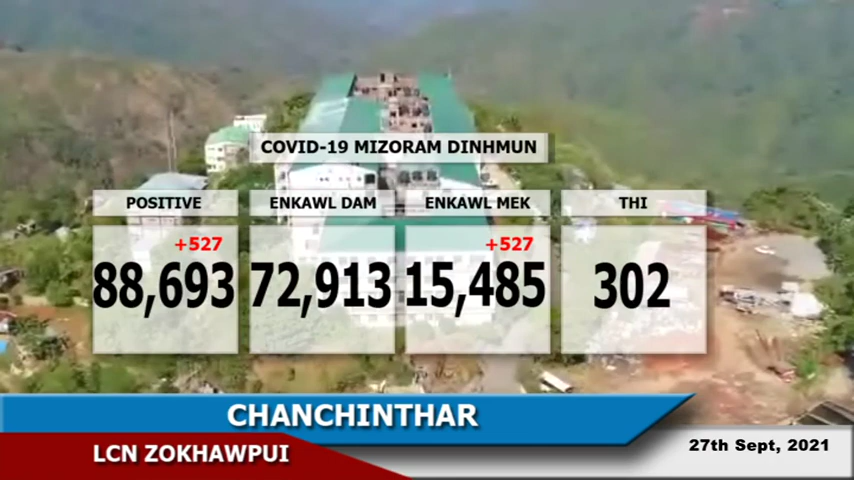 COVID-19 MIZORAM DINHMUN
POSITIVE ENKAWL DAM ENKAWL MEK THI
+527 +527
88,693 72,913 15,485 302
CHANCHINTHAR
LCN ZOKHAWPUI
27th Sept, 2021